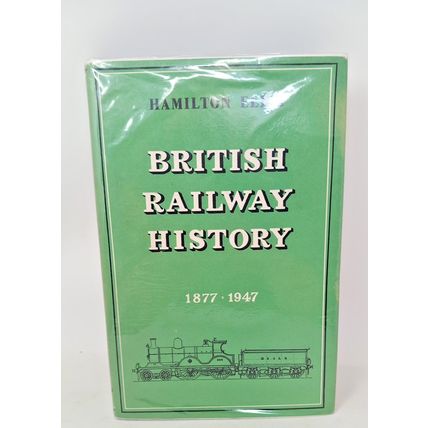 HAMILTON
BRITISH
RAILWAY
HISTORY
1877 · 1947